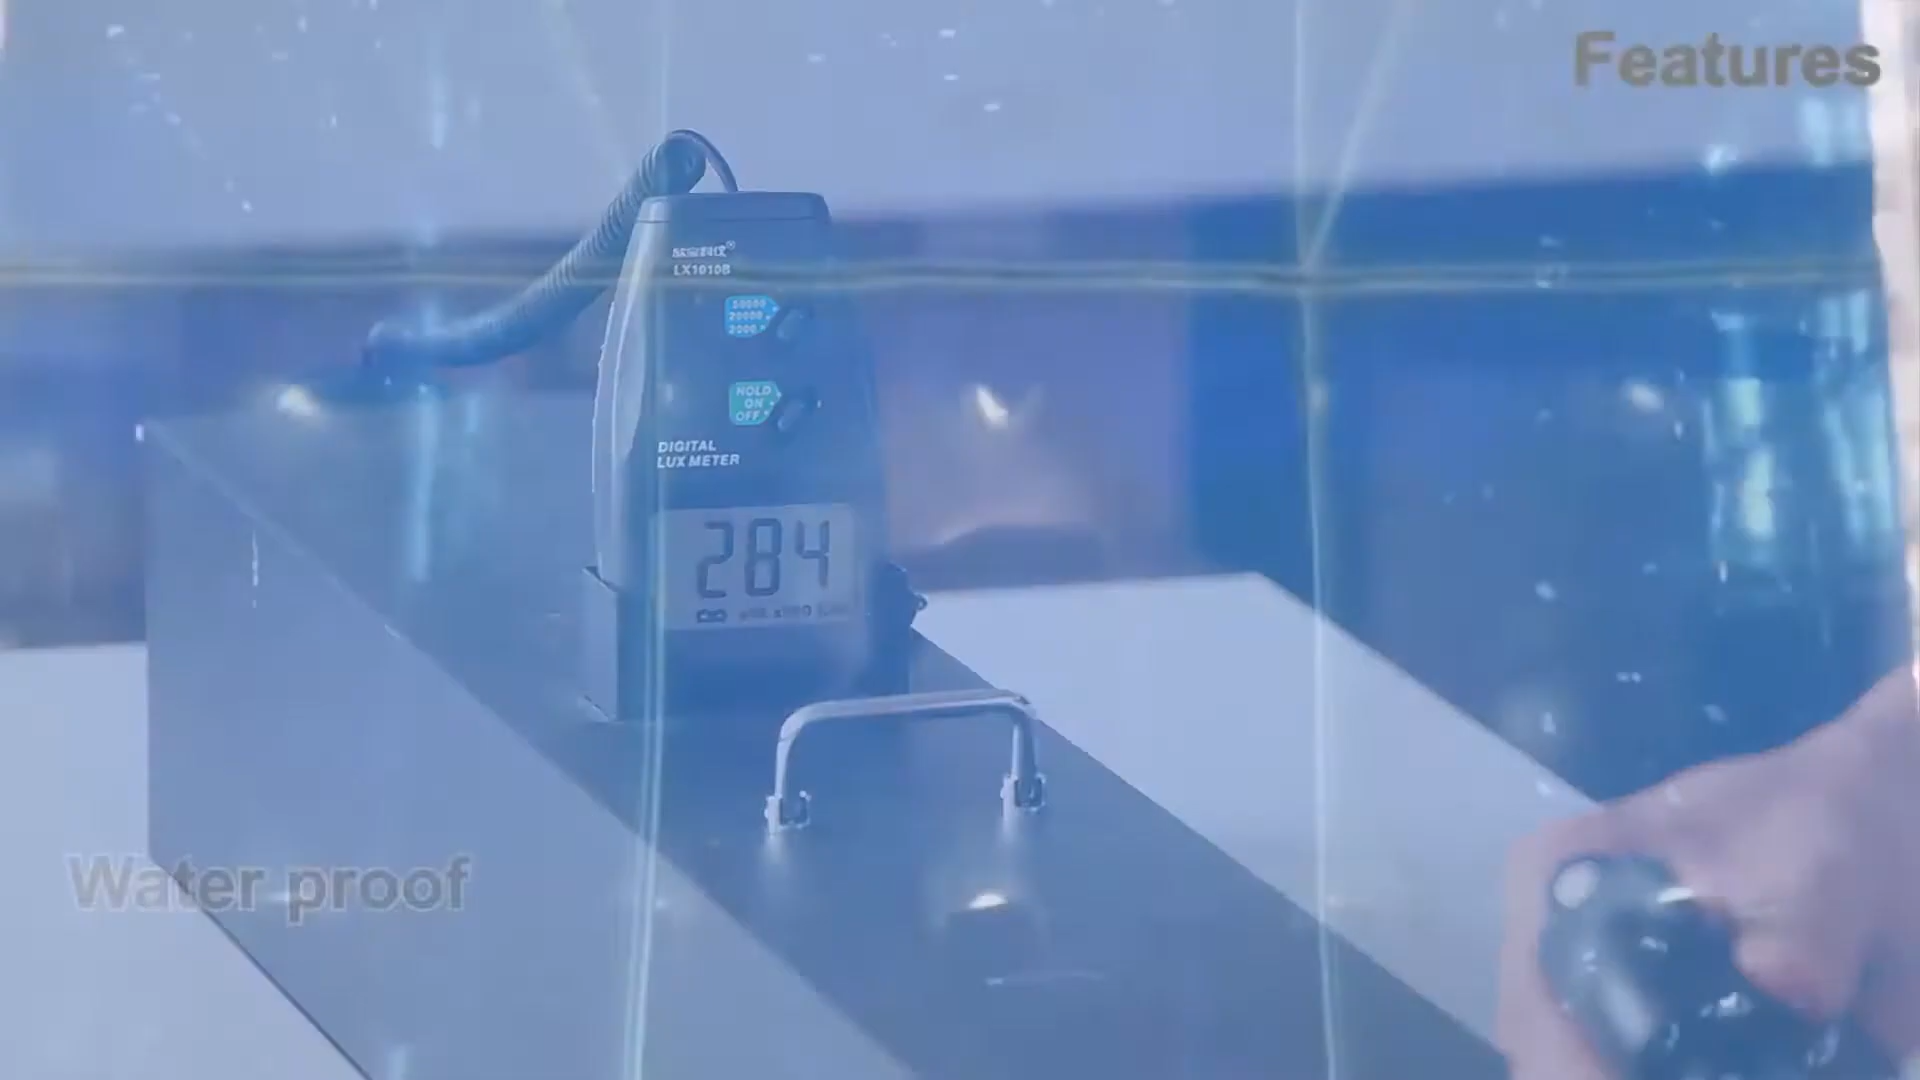 Features
LX1010B
50000
20000
2000
HOLD
ON
OFF
DIGITAL
LUX METER
284
Water proof